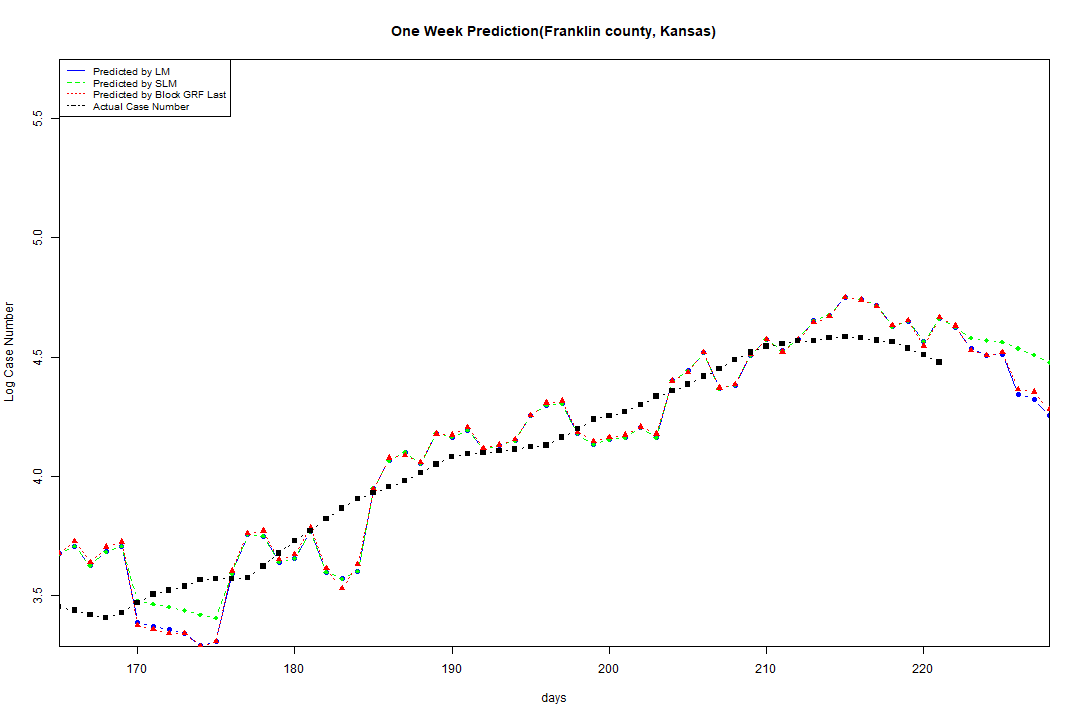 One Week Prediction(Franklin county, Kansas)
Predicted by LM
Predicted by SLM
Predicted by Block GRF Last
Actual Case Number
5.5
5.0
4.5
4.0
3.5
Log Case Number
170 180 190 200 210 220
days